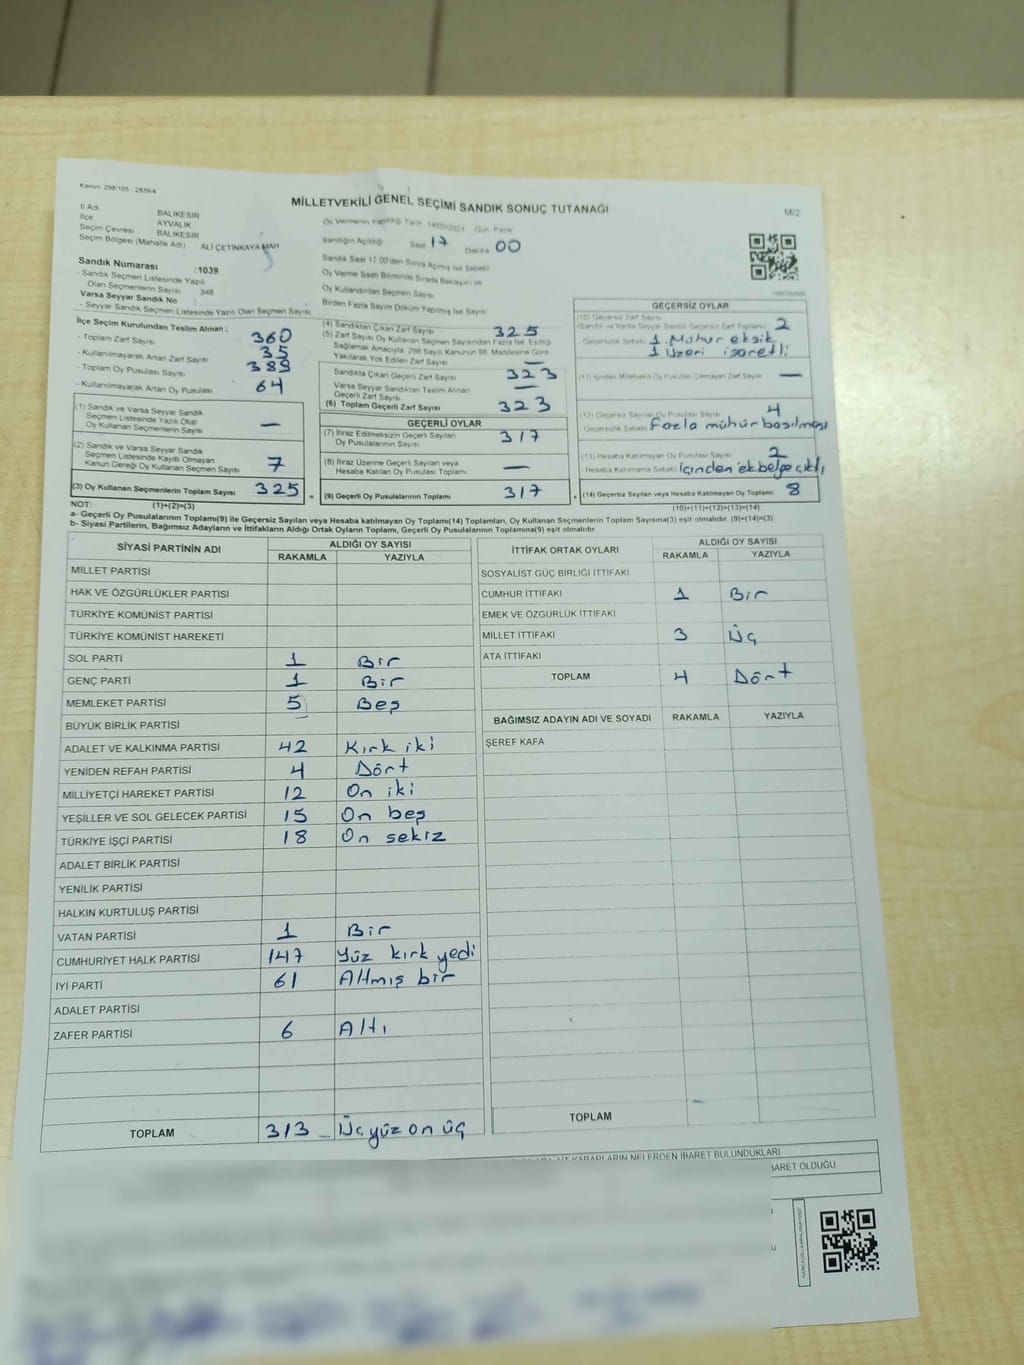 Kanun: 298/105 2839/4
MİLLETVEKİLİ GENEL SEÇİMİ SANDIK SONUÇ TUTANAĞI
M/2
İl Adı BALIKESİR
İlçe AYVALIK
Seçim Çevresi BALIKESİR
Seçim Bölgesi (Mahalle Adı) ALİ ÇETİNKAYA MAH
Oy Vermenin Yapıldığı Tarih 14/05/2023 Gün Pazar
Sandığın Açıldığı Saat 17 Dakika 00
Sandık Saat 17.00'den Sonra Açılmış İse Sebebi
Oy Verme Saati Bitiminde Sırada Bekleyen ve
Oy Kullandırılan Seçmen Sayısı
Birden Fazla Sayım Döküm Yapılmış İse Sayısı
Sandık Numarası :1039
- Sandık Seçmen Listesinde Yazılı
Olan Seçmenlerin Sayısı 348
Varsa Seyyar Sandık No :
- Seyyar Sandık Seçmen Listesinde Yazılı Olan Seçmen Sayısı
İlçe Seçim Kurulundan Teslim Alınan :
- Toplam Zarf Sayısı 360
- Kullanılmayarak Artan Zarf Sayısı 35
- Toplam Oy Pusulası Sayısı 389
- Kullanılmayarak Artan Oy Pusulası 64
(1) Sandık ve Varsa Seyyar Sandık
Seçmen Listesinde Yazılı Olup
Oy Kullanan Seçmenlerin Sayısı —
(2) Sandık ve Varsa Seyyar Sandık
Seçmen Listesinde Kayıtlı Olmayan
Kanun Gereği Oy Kullanan Seçmen Sayısı 7
(3) Oy Kullanan Seçmenlerin Toplam Sayısı 325
(4) Sandıktan Çıkan Zarf Sayısı 325
(5) Zarf Sayısı Oy Kullanan Seçmen Sayısından Fazla İse, Eşitliği
Sağlamak Amacıyla, 298 Sayılı Kanunun 98. Maddesine Göre
Yakılarak Yok Edilen Zarf Sayısı —
Sandıkta Çıkan Geçerli Zarf Sayısı 323
Varsa Seyyar Sandıktan Teslim Alınan
Geçerli Zarf Sayısı —
(6) Toplam Geçerli Zarf Sayısı 323
GEÇERLİ OYLAR
(7) İtiraz Edilmeksizin Geçerli Sayılan
Oy Pusulalarının Sayısı 317
(8) İtiraz Üzerine Geçerli Sayılan veya
Hesaba Katılan Oy Pusulası Toplamı —
= (9) Geçerli Oy Pusulalarının Toplamı 317
GEÇERSİZ OYLAR
(10) Geçersiz Zarf Sayısı
(Sandık ve Varsa Seyyar Sandık Geçersiz Zarf Toplamı) 2
- Geçersizlik Sebebi 1 Mühür eksik
1 Üzeri işaretli
(11) İçinden Milletvekili Oy Pusulası Çıkmayan Zarf Sayısı —
(12) Geçersiz Sayılan Oy Pusulası Sayısı 4
Geçersizlik Sebebi Fazla mühür basılması
(13) Hesaba Katılmayan Oy Pusulası Sayısı 2
Hesaba Katılmama Sebebi İçinden ek belge çıktı
+ (14) Geçersiz Sayılan veya Hesaba Katılmayan Oy Toplamı 8
NOT: (1)+(2)=(3) (10)+(11)+(12)+(13)=(14)
a- Geçerli Oy Pusulalarının Toplamı(9) ile Geçersiz Sayılan veya Hesaba katılmayan Oy Toplamı(14) Toplamları, Oy Kullanan Seçmenlerin Toplam Sayısına(3) eşit olmalıdır. (9)+(14)=(3)
b- Siyasi Partilerin, Bağımsız Adayların ve İttifakların Aldığı Ortak Oyların Toplamı, Geçerli Oy Pusulalarının Toplamına(9) eşit olmalıdır.
SİYASİ PARTİNİN ADI ALDIĞI OY SAYISI
RAKAMLA YAZIYLA
MİLLET PARTİSİ
HAK VE ÖZGÜRLÜKLER PARTİSİ
TÜRKİYE KOMÜNİST PARTİSİ
TÜRKİYE KOMÜNİST HAREKETİ
SOL PARTİ 1 Bir
GENÇ PARTİ 1 Bir
MEMLEKET PARTİSİ 5 Beş
BÜYÜK BİRLİK PARTİSİ
ADALET VE KALKINMA PARTİSİ 42 Kırk iki
YENİDEN REFAH PARTİSİ 4 Dört
MİLLİYETÇİ HAREKET PARTİSİ 12 On iki
YEŞİLLER VE SOL GELECEK PARTİSİ 15 On beş
TÜRKİYE İŞÇİ PARTİSİ 18 On sekiz
ADALET BİRLİK PARTİSİ
YENİLİK PARTİSİ
HALKIN KURTULUŞ PARTİSİ
VATAN PARTİSİ 1 Bir
CUMHURİYET HALK PARTİSİ 147 Yüz kırk yedi
İYİ PARTİ 61 Altmış bir
ADALET PARTİSİ
ZAFER PARTİSİ 6 Altı
TOPLAM 313 Üç yüz on üç
İTTİFAK ORTAK OYLARI ALDIĞI OY SAYISI
RAKAMLA YAZIYLA
SOSYALİST GÜÇ BİRLİĞİ İTTİFAKI
CUMHUR İTTİFAKI 1 Bir
EMEK VE ÖZGÜRLÜK İTTİFAKI
MİLLET İTTİFAKI 3 Üç
ATA İTTİFAKI
TOPLAM 4 Dört
BAĞIMSIZ ADAYIN ADI VE SOYADI RAKAMLA YAZIYLA
ŞEREF KAFA
TOPLAM
KARARLARIN NELERDEN İBARET BULUNDUKLARI
İBARET OLDUĞU